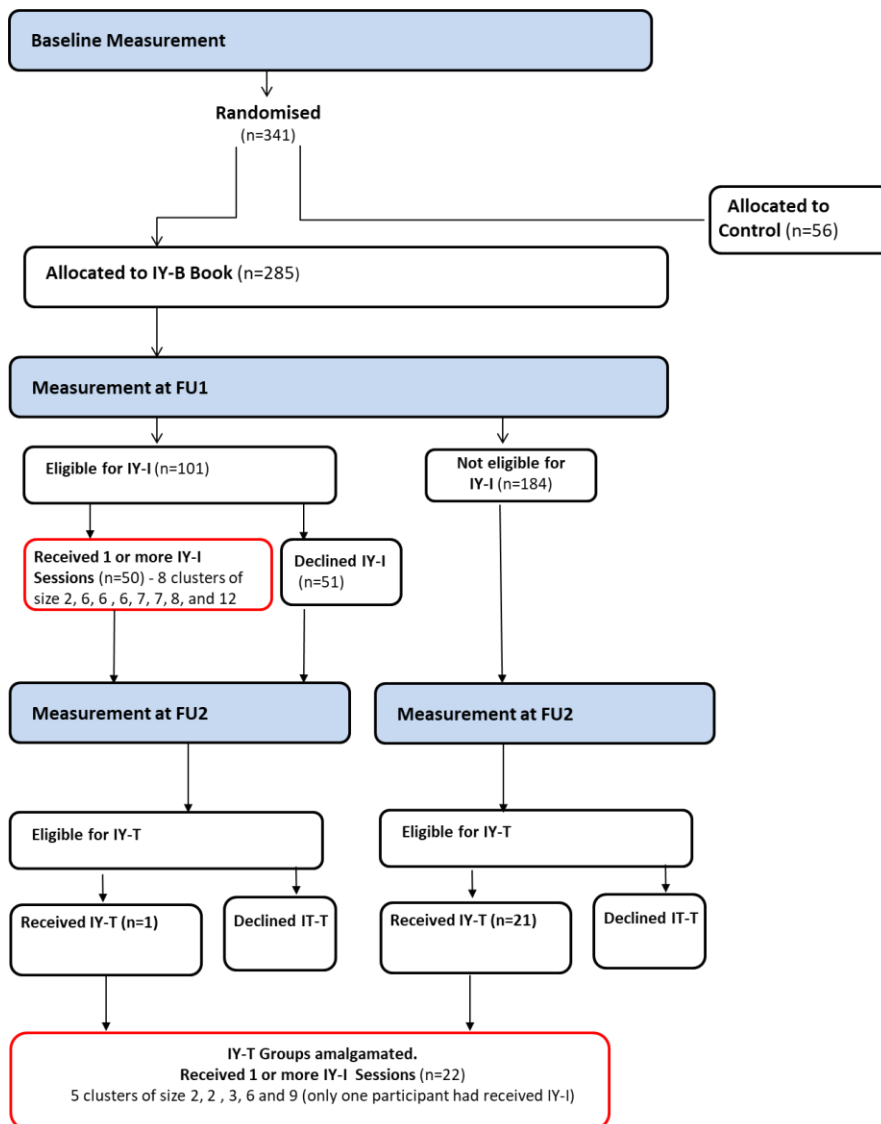 Baseline Measurement
Randomised
(n=341)
Allocated to
Control (n=56)
Allocated to IY-B Book (n=285)
Measurement at FU1
Eligible for IY-I (n=101)
Not eligible for
IY-I (n=184)
Received 1 or more IY-I
Sessions (n=50) - 8 clusters of
size 2, 6, 6 , 6, 7, 7, 8, and 12
Declined IY-I
(n=51)
Measurement at FU2
Measurement at FU2
Eligible for IY-T
Eligible for IY-T
Received IY-T (n=1)
Declined IT-T
Received IY-T (n=21)
Declined IT-T
IY-T Groups amalgamated.
Received 1 or more IY-I Sessions (n=22)
5 clusters of size 2, 2 , 3, 6 and 9 (only one participant had received IY-I)